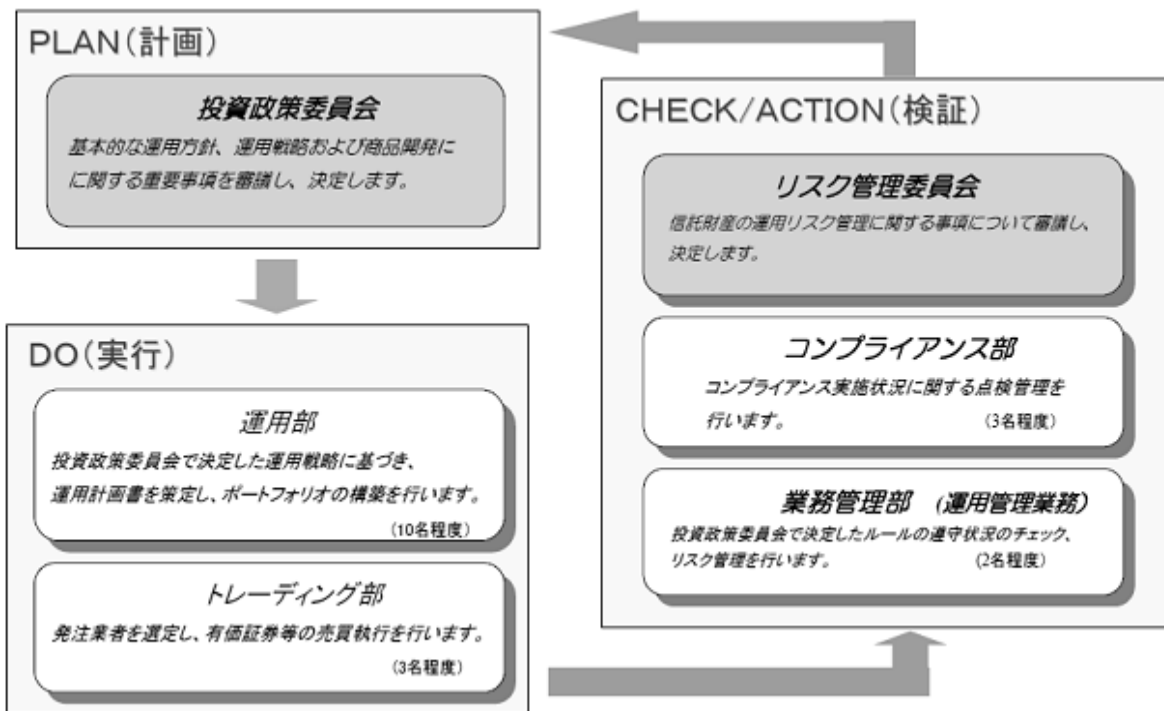 PLAN(計画)
投資政策委員会
基本的な運用方針、運用戦略および商品開発に
に関する重要事項を審議し、決定します。
DO(実行)
運用部
投資政策委員会で決定した運用戦略に基づき、
運用計画書を策定し、ポートフォリオの構築を行います。
(10名程度)
トレーディング部
発注業者を選定し、有価証券等の売買執行を行います。
(3名程度)
CHECK/ACTION(検証)
リスク管理委員会
信託財産の運用リスク管理に関する事項について審議し、
決定します。
コンプライアンス部
コンプライアンス実施状況に関する点検管理を
行います。 (3名程度)
業務管理部 (運用管理業務)
投資政策委員会で決定したルールの遵守状況のチェック、
リスク管理を行います。 (2名程度)